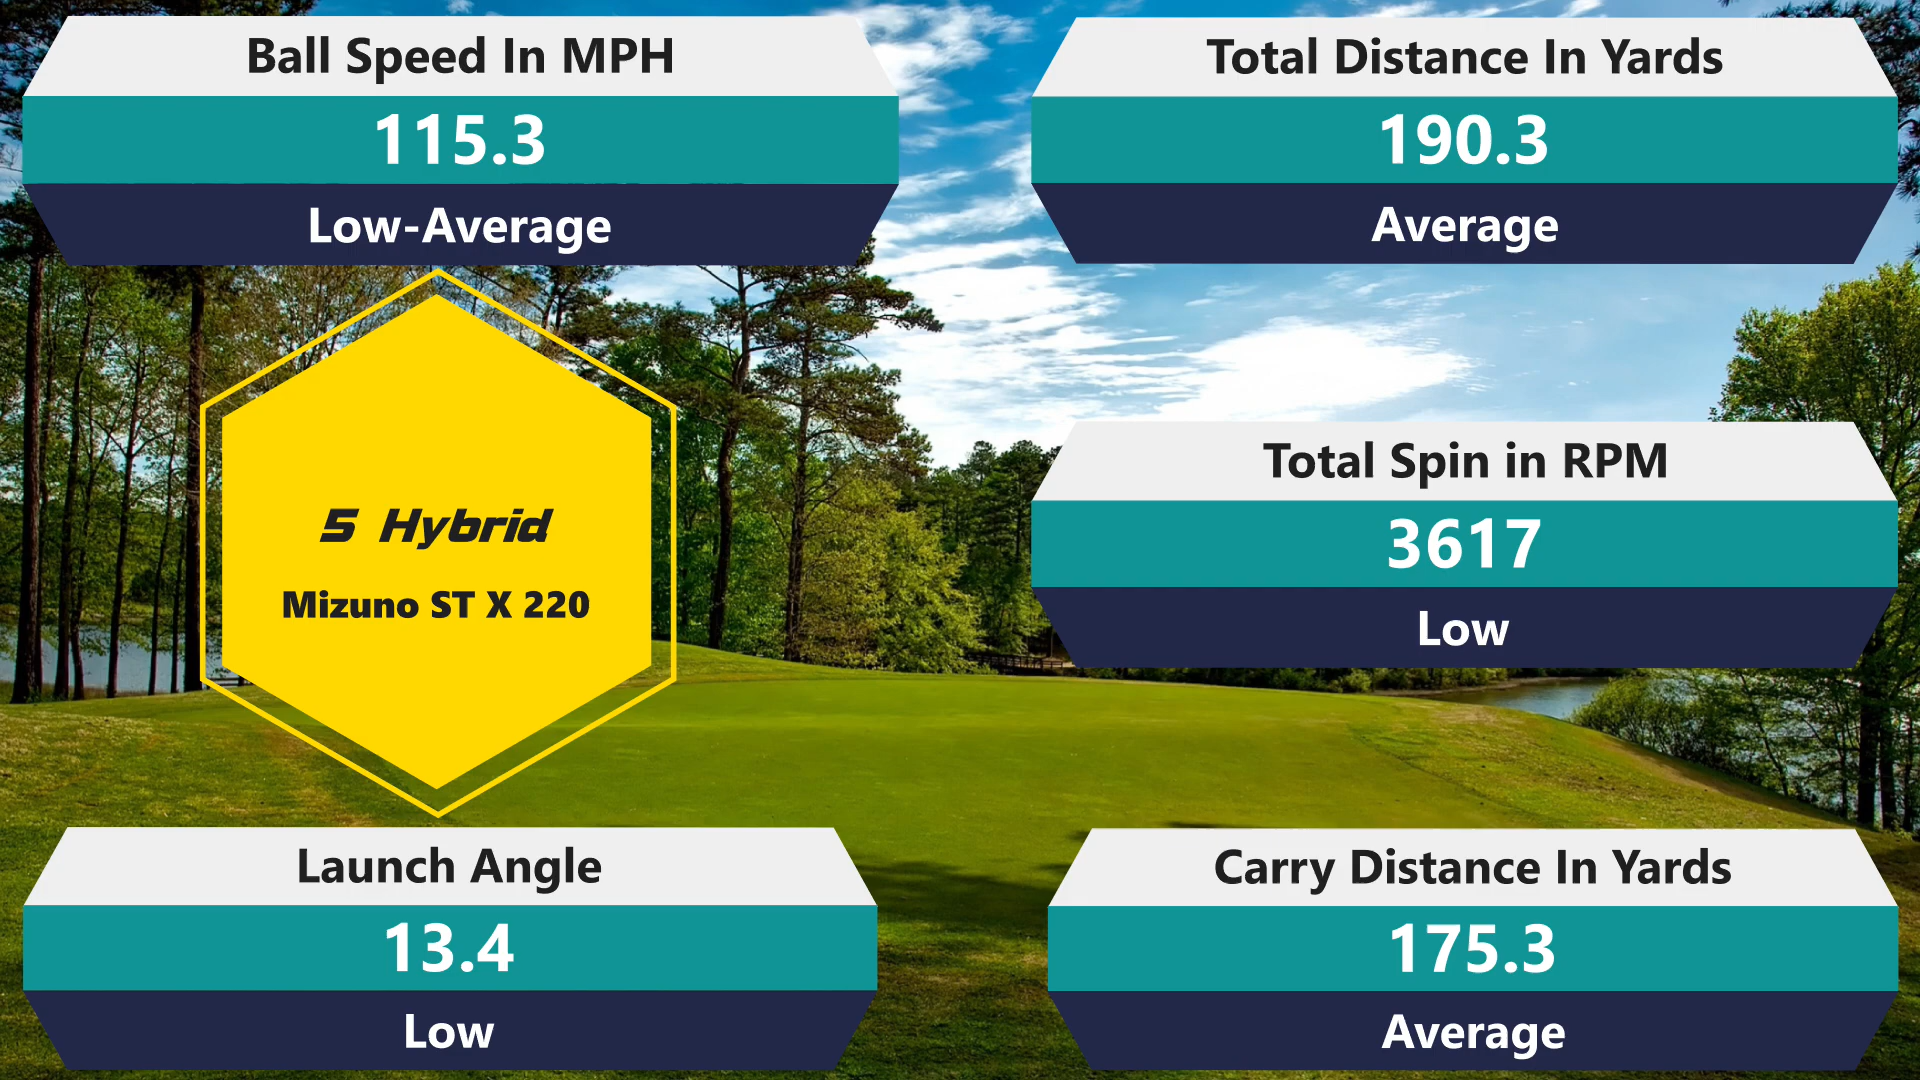 Ball Speed In MPH
115.3
Low-Average
Total Distance In Yards
190.3
Average
5 Hybrid
Mizuno ST X 220
Total Spin in RPM
3617
Low
Launch Angle
13.4
Low
Carry Distance In Yards
175.3
Average